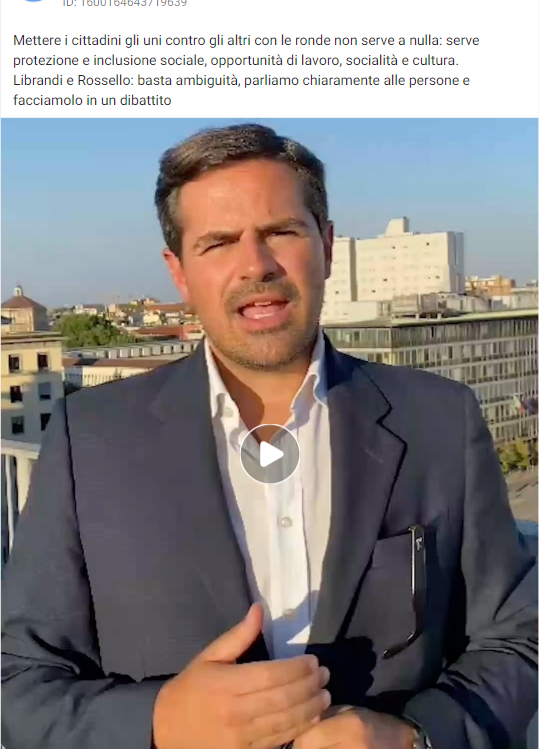 ID: 1600164643719639
Mettere i cittadini gli uni contro gli altri con le ronde non serve a nulla: serve
protezione e inclusione sociale, opportunità di lavoro, socialità e cultura.
Librandi e Rossello: basta ambiguità, parliamo chiaramente alle persone e
facciamolo in un dibattito